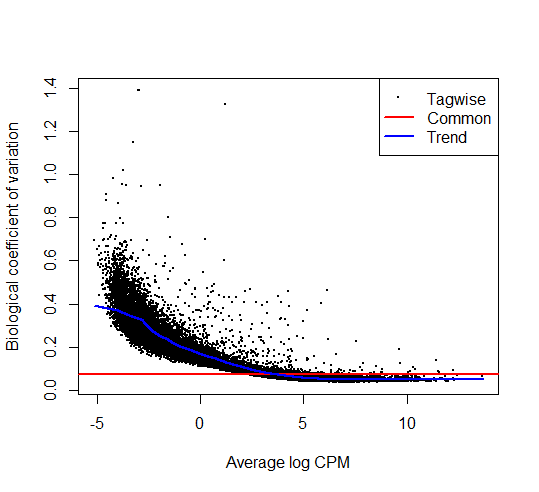 Tagwise
Common
Trend
Biological coefficient of variation
1.4
1.2
1.0
0.8
0.6
0.4
0.2
0.0
-5 0 5 10
Average log CPM